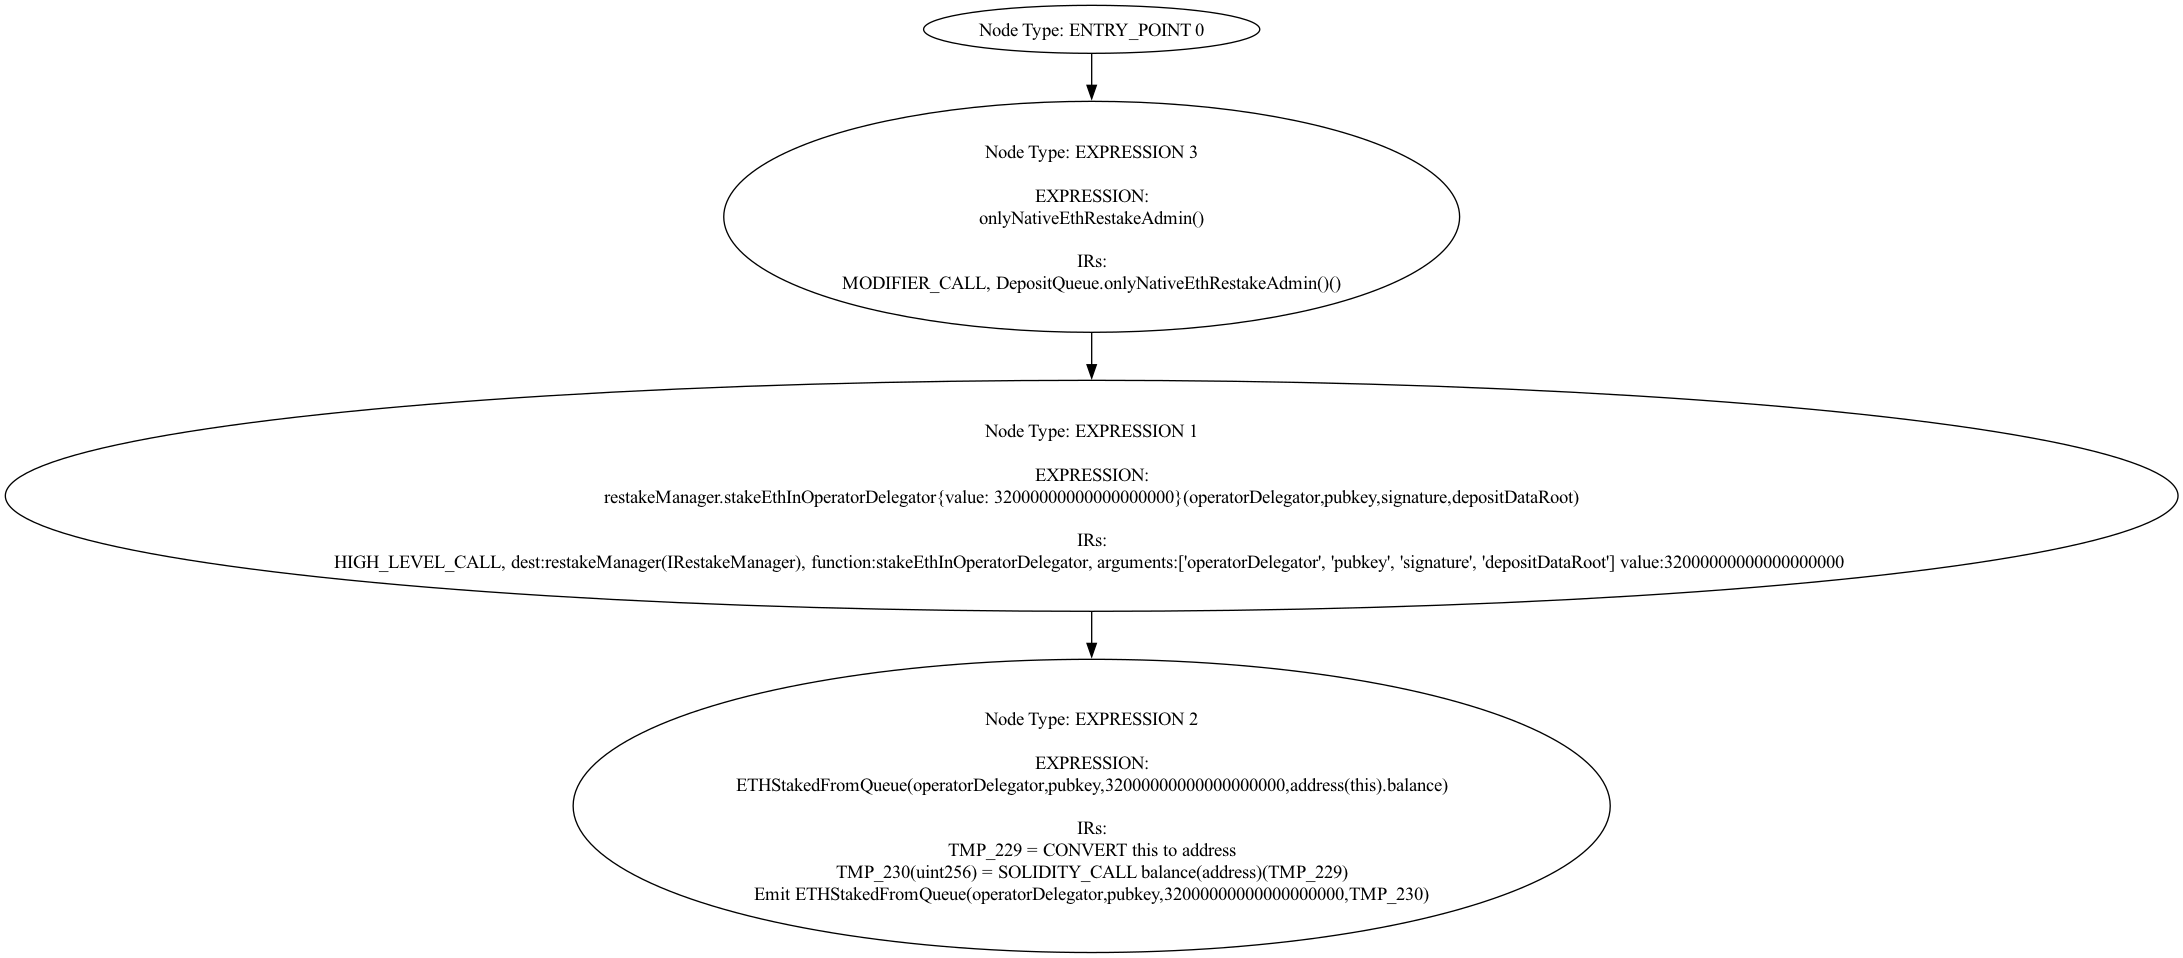 Node Type: ENTRY_POINT 0
Node Type: EXPRESSION 3
EXPRESSION:
onlyNativeEthRestakeAdmin()
IRs:
MODIFIER_CALL, DepositQueue.onlyNativeEthRestakeAdmin()()
Node Type: EXPRESSION 1
EXPRESSION:
restakeManager.stakeEthInOperatorDelegator{value: 32000000000000000000}(operatorDelegator,pubkey,signature,depositDataRoot)
IRs:
HIGH_LEVEL_CALL, dest:restakeManager(IRestakeManager), function:stakeEthInOperatorDelegator, arguments:['operatorDelegator', 'pubkey', 'signature', 'depositDataRoot'] value:32000000000000000000
Node Type: EXPRESSION 2
EXPRESSION:
ETHStakedFromQueue(operatorDelegator,pubkey,32000000000000000000,address(this).balance)
IRs:
TMP_229 = CONVERT this to address
TMP_230(uint256) = SOLIDITY_CALL balance(address)(TMP_229)
Emit ETHStakedFromQueue(operatorDelegator,pubkey,32000000000000000000,TMP_230)